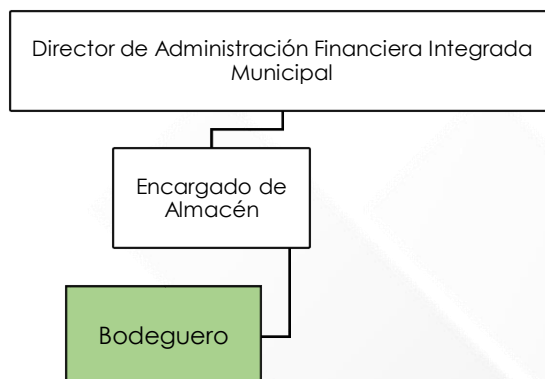 Director de Administración Financiera Integrada
Municipal
Encargado de
Almacén
Bodeguero